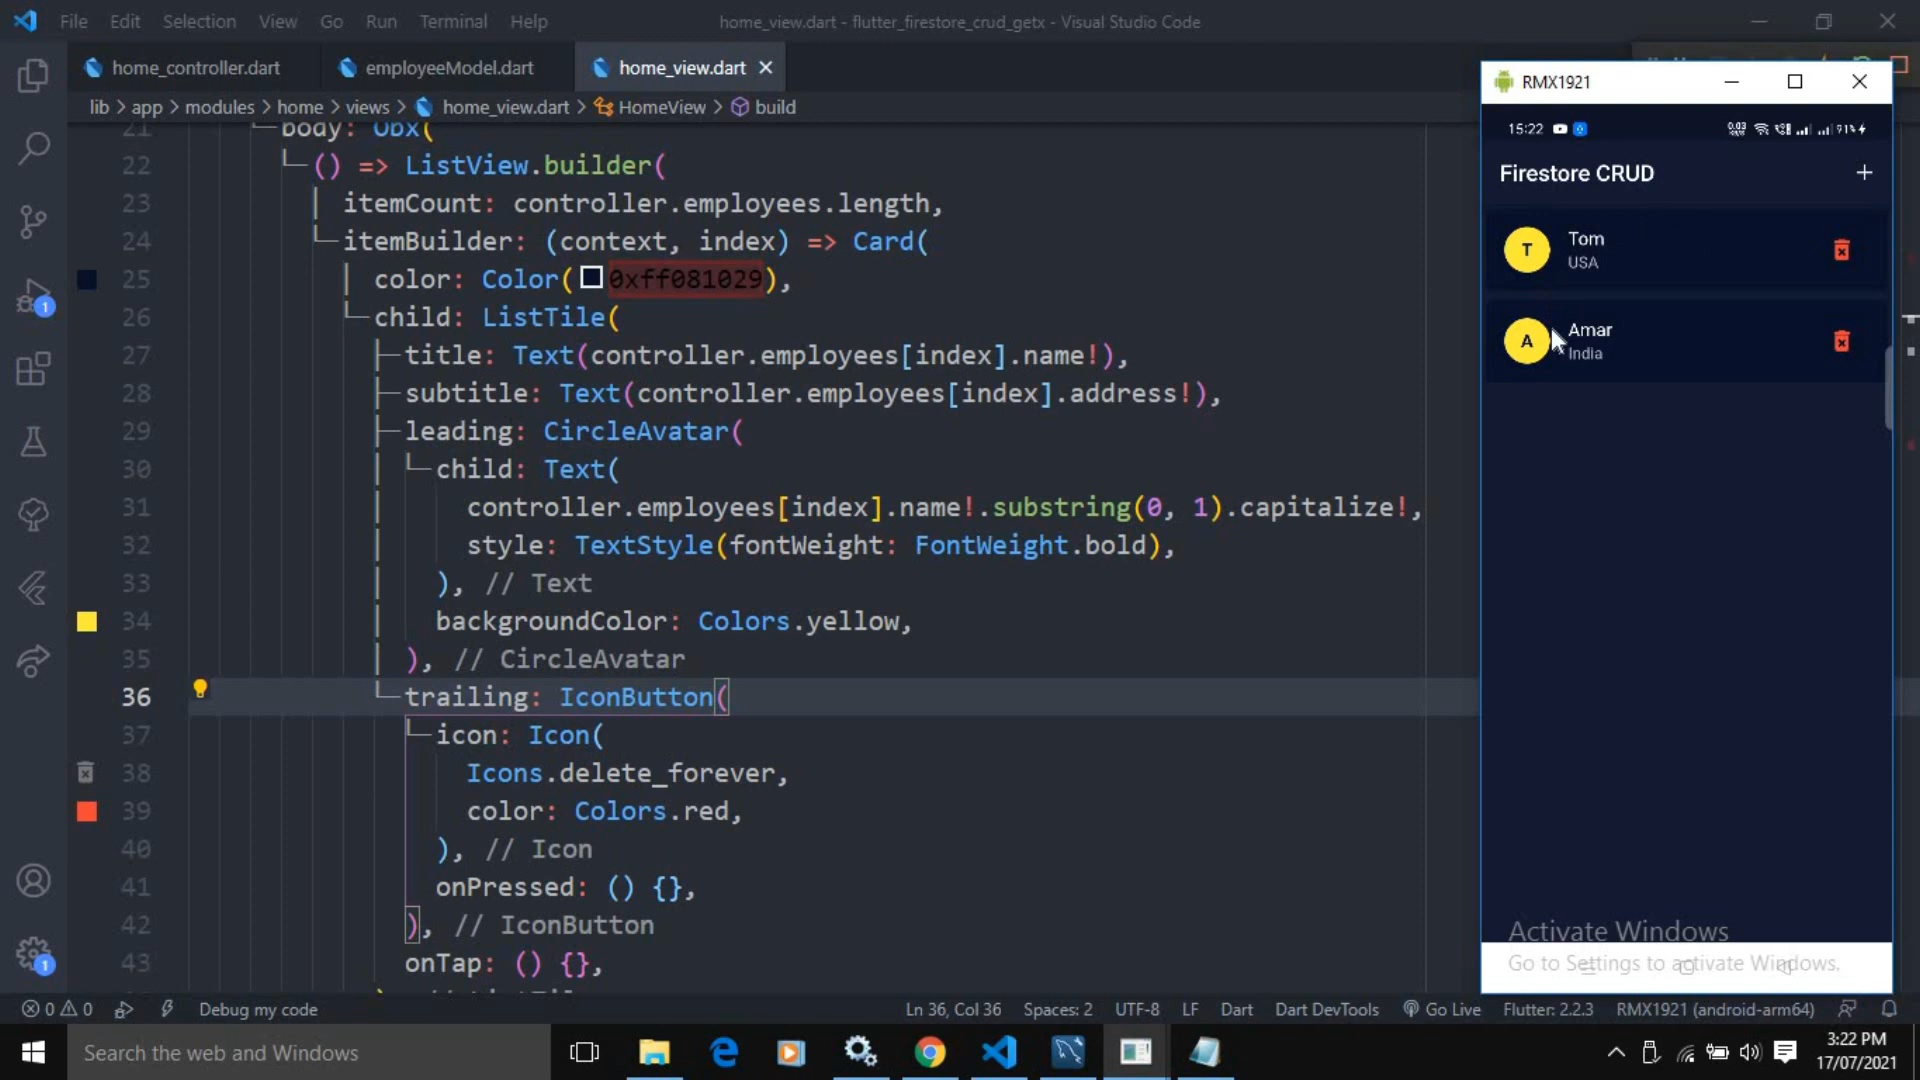 File Edit Selection View Go Run Terminal Help
home_view.dart - flutter_firestore_crud_getx - Visual Studio Code
home_controller.dart
employeeModel.dart
home_view.dart
lib > app > modules > home > views > home_view.dart > HomeView > build
21 body: Obx(
22 () => ListView.builder(
23 itemCount: controller.employees.length,
24 itemBuilder: (context, index) => Card(
25 color: Color(0xff081029),
26 child: ListTile(
27 title: Text(controller.employees[index].name!),
28 subtitle: Text(controller.employees[index].address!),
29 leading: CircleAvatar(
30 child: Text(
31 controller.employees[index].name!.substring(0, 1).capitalize!,
32 style: TextStyle(fontWeight: FontWeight.bold),
33 ), // Text
34 backgroundColor: Colors.yellow,
35 ), // CircleAvatar
36 trailing: IconButton(
37 icon: Icon(
38 Icons.delete_forever,
39 color: Colors.red,
40 ), // Icon
41 onPressed: () {},
42 ), // IconButton
43 onTap: () {},
1
1
RMX1921
15:22
91%
Firestore CRUD
T
Tom
USA
A
Amar
India
Activate Windows
Go to Settings to activate Windows.
0 0 Debug my code
Ln 36, Col 36 Spaces: 2 UTF-8 LF Dart Dart DevTools Go Live Flutter: 2.2.3 RMX1921 (android-arm64)
Search the web and Windows
3:22 PM
17/07/2021